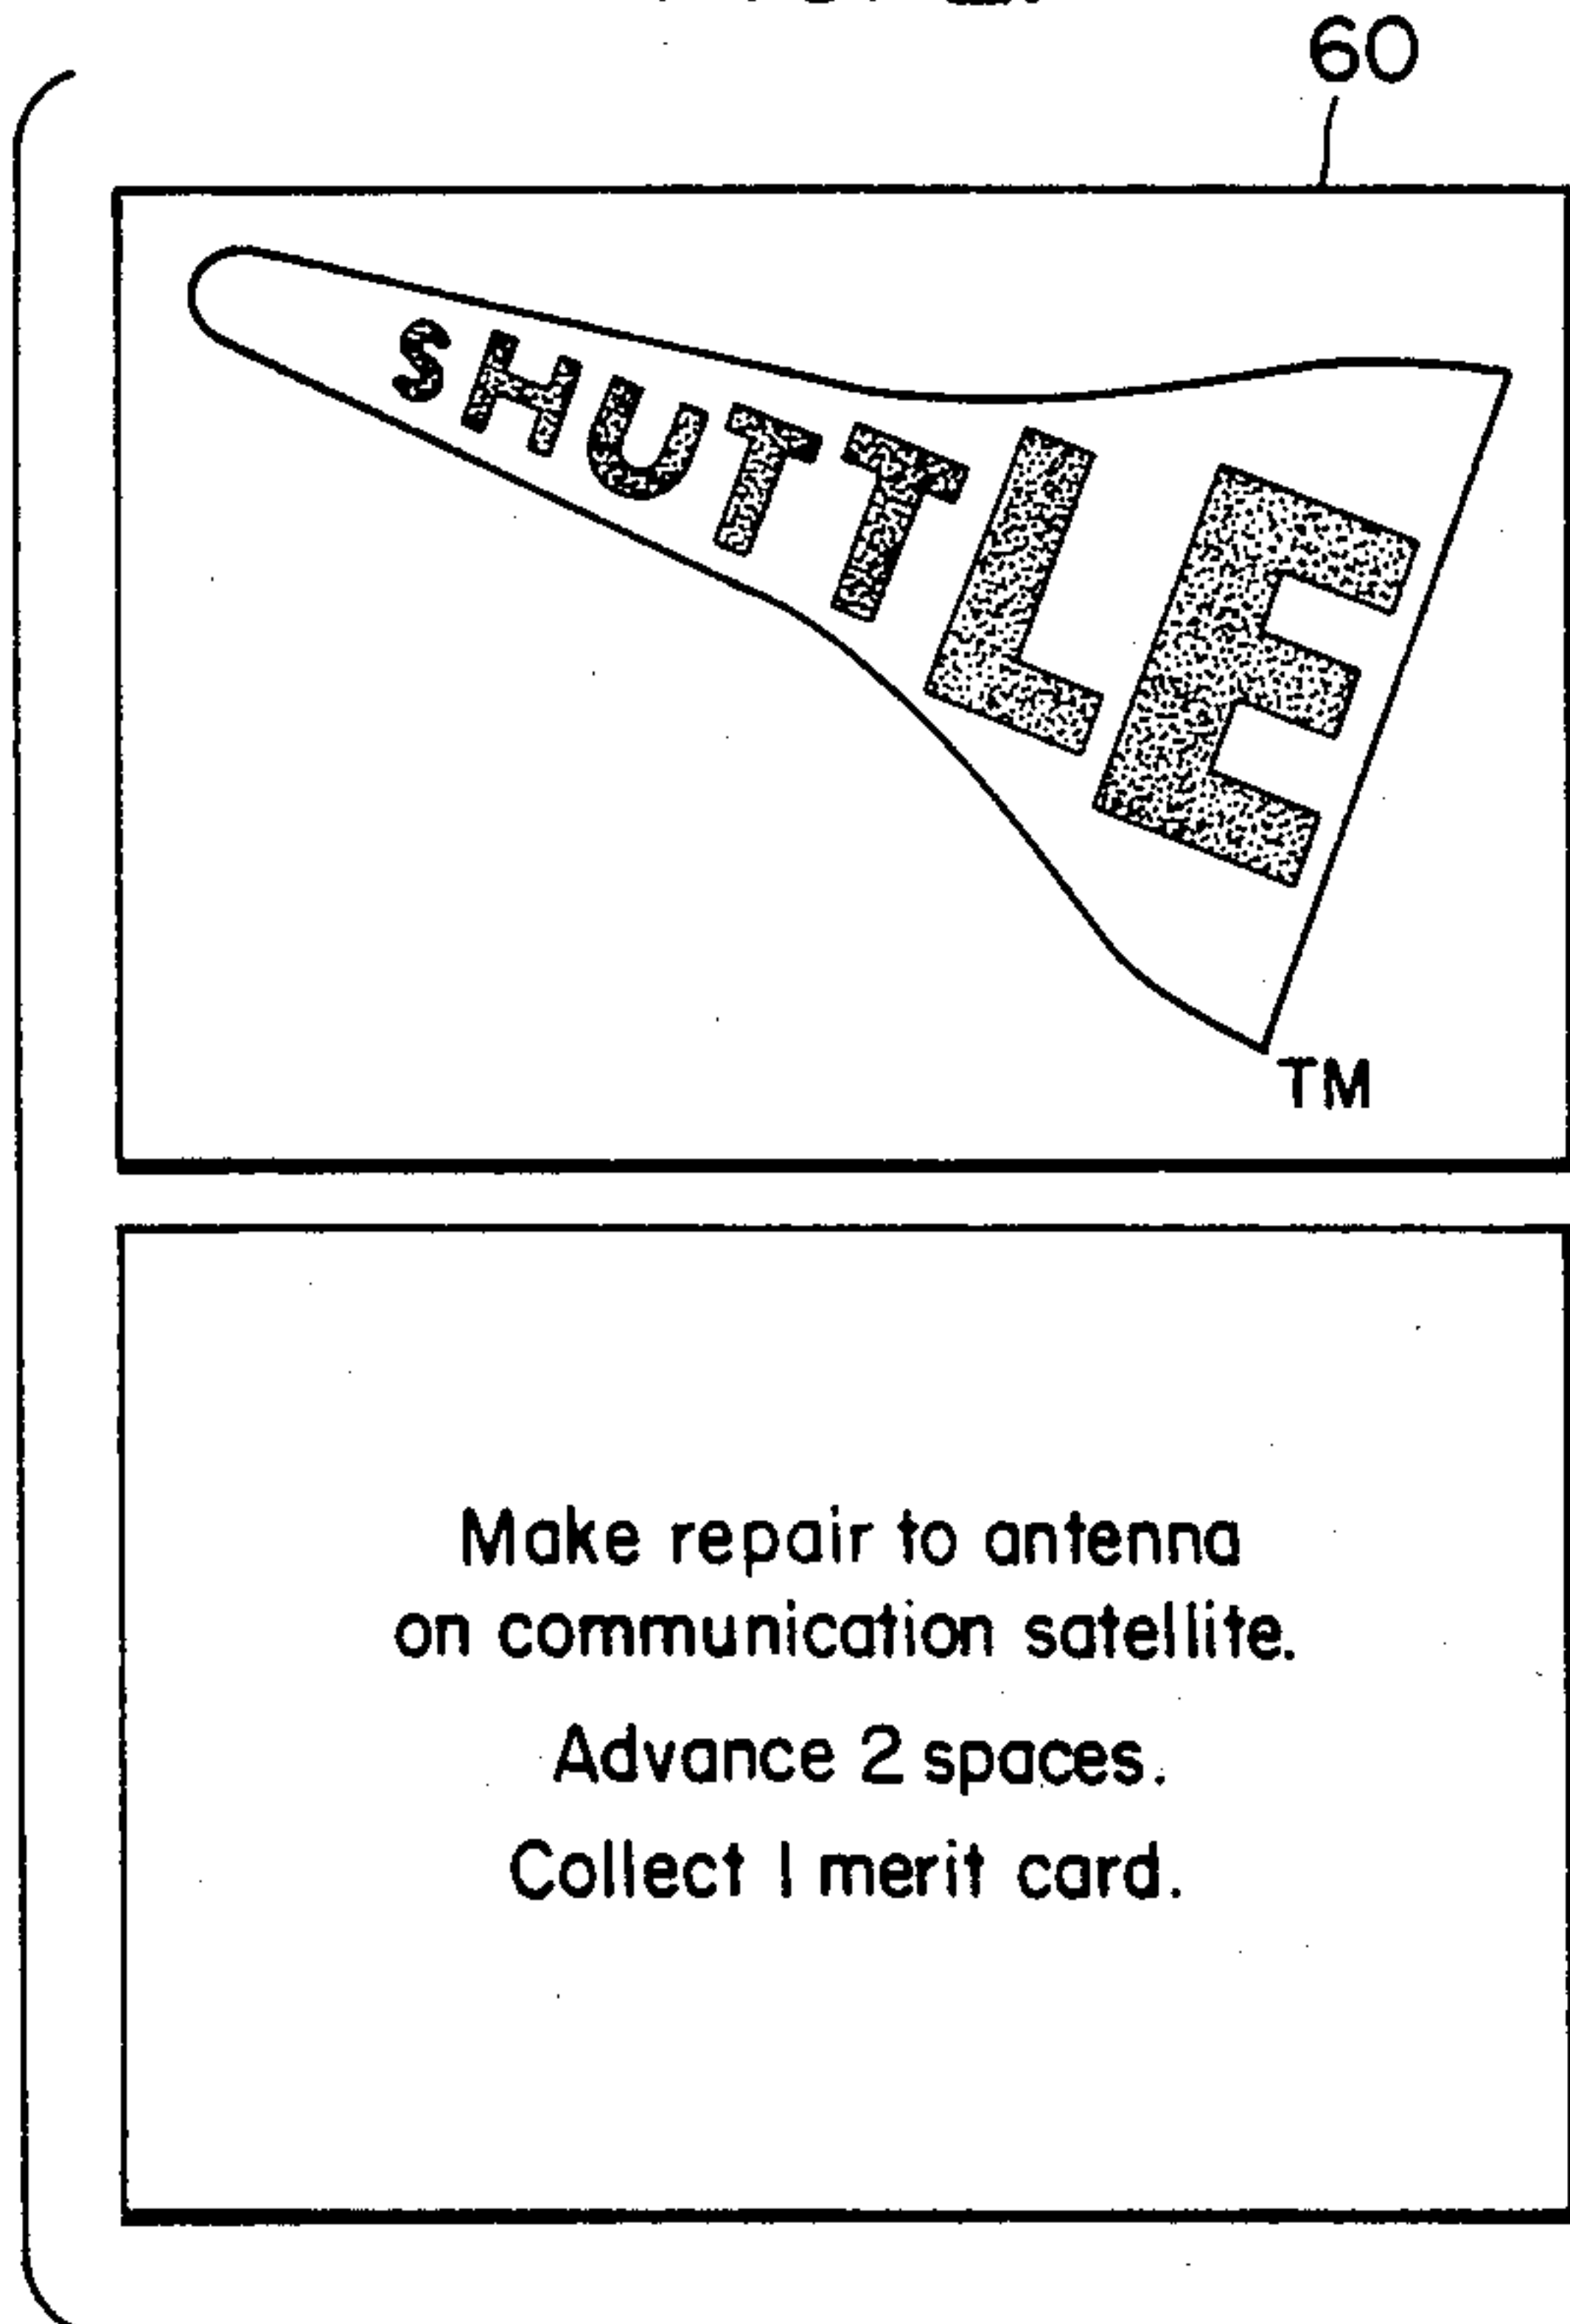 60
SHUTTLE
TM
Make repair to antenna
on communication satellite.
Advance 2 spaces.
Collect 1 merit card.